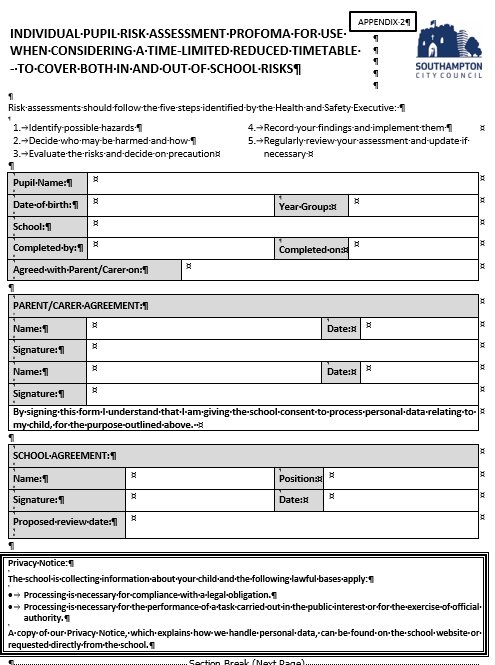 APPENDIX·2¶
INDIVIDUAL·PUPIL·RISK·ASSESSMENT·PROFOMA·FOR·USE·
WHEN·CONSIDERING·A·TIME-LIMITED·REDUCED·TIMETABLE·
-·TO·COVER·BOTH·IN·AND·OUT·OF·SCHOOL·RISKS¶
SOUTHAMPTON
CITY COUNCIL
Risk·assessments·should·follow·the·five·steps·identified·by·the·Health·and·Safety·Executive:·¶
1.→Identify·possible·hazards·¶
2.→Decide·who·may·be·harmed·and·how·¶
3.→Evaluate·the·risks·and·decide·on·precaution¤
4.→Record·your·findings·and·implement·them·¶
5.→Regularly·review·your·assessment·and·update·if·
necessary·¤
Pupil·Name:¶ ¤
Date·of·birth:¶ ¤ Year·Group:¤ ¤
School:¶ ¤
Completed·by:¶ ¤ Completed·on:¤ ¤
Agreed·with·Parent/Carer·on:¶ ¤
PARENT/CARER·AGREEMENT:¶
Name:¶ ¤ Date:¤ ¤
Signature:¶ ¤
Name:¶ ¤ Date:¤ ¤
Signature:¶ ¤
By·signing·this·form·I·understand·that·I·am·giving·the·school·consent·to·process·personal·data·relating·to·
my·child,·for·the·purpose·outlined·above.·¤
SCHOOL·AGREEMENT:¶
Name:¶ ¤ Position:¤ ¤
Signature:¶ ¤ Date:¤ ¤
Proposed·review·date:¶ ¤
Privacy·Notice:¶
The·school·is·collecting·information·about·your·child·and·the·following·lawful·bases·apply:¶
●→Processing·is·necessary·for·compliance·with·a·legal·obligation.¶
●→Processing·is·necessary·for·the·performance·of·a·task·carried·out·in·the·public·interest·or·for·the·exercise·of·official·
authority.¶
A·copy·of·our·Privacy·Notice,·which·explains·how·we·handle·personal·data,·can·be·found·on·the·school·website·or·
requested·directly·from·the·school.¶
Section Break (Next Page)